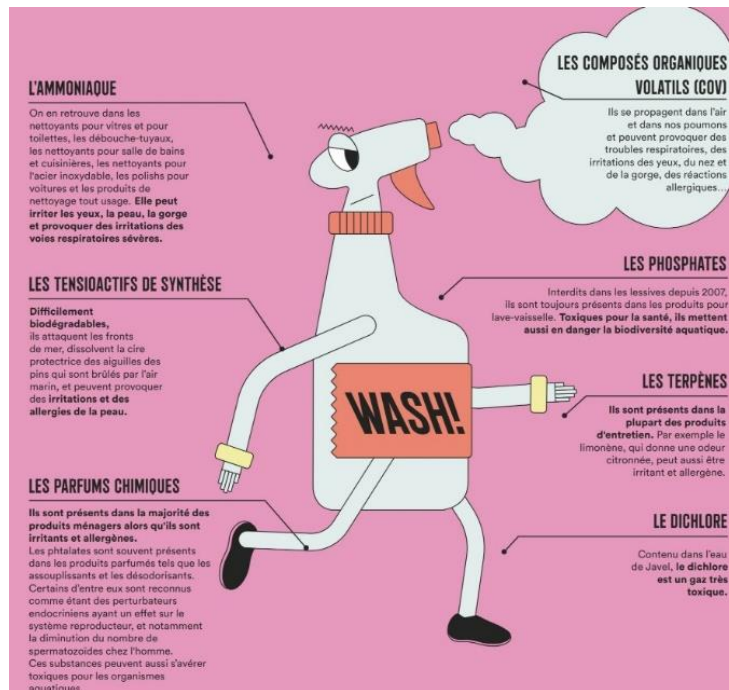 L'AMMONIAQUE
On en retrouve dans les
nettoyants pour vitres et pour
toilettes, les débouche-tuyaux,
les nettoyants pour salle de bains
et cuisinières, les nettoyants pour
l'acier inoxydable, les polishs pour
voitures et les produits de
nettoyage tout usage. Elle peut
irriter les yeux, la peau, la gorge
et provoquer des irritations des
voies respiratoires sévères.
LES TENSIOACTIFS DE SYNTHÈSE
Difficilement
biodégradables,
ils attaquent les fronts
de mer, dissolvent la cire
protectrice des aiguilles des
pins qui sont brûlés par l'air
marin, et peuvent provoquer
des irritations et des
allergies de la peau.
LES PARFUMS CHIMIQUES
Ils sont présents dans la majorité des
produits ménagers alors qu'ils sont
irritants et allergènes.
Les phtalates sont souvent présents
dans les produits parfumés tels que les
assouplissants et les désodorisants.
Certains d'entre eux sont reconnus
comme étant des perturbateurs
endocriniens ayant un effet sur le
système reproducteur, et notamment
la diminution du nombre de
spermatozoides chez l'homme.
Ces substances peuvent aussi s'avérer
toxiques pour les organismes
aquatiques
WASH!
LES COMPOSÉS ORGANIQUES
VOLATILS (COV)
Ils se propagent dans l'air
et dans nos poumons
et peuvent provoquer des
troubles respiratoires, des
irritations des yeux, du nez et
de la gorge, des réactions
allergiques...
LES PHOSPHATES
Interdits dans les lessives depuis 2007,
ils sont toujours présents dans les produits pour
lave-vaisselle. Toxiques pour la santé, ils mettent
aussi en danger la biodiversité aquatique.
LES TERPÈNES
Ils sont présents dans la
plupart des produits
d'entretien. Par exemple le
limonène, qui donne une odeur
citronnée, peut aussi être
irritant et allergène.
LE DICHLORE
Contenu dans l'eau
de Javel, le dichlore
est un gaz très
toxique.